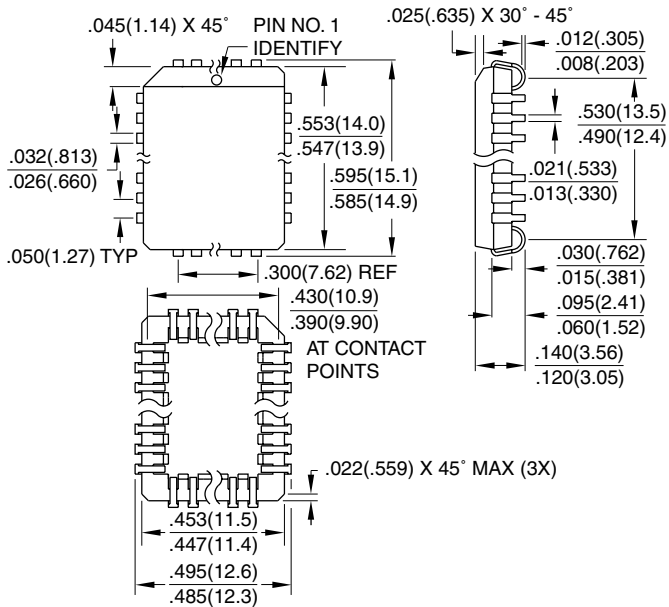 .045(1.14) X 45°
PIN NO. 1
IDENTIFY
.025(.635) X 30° - 45°
.012(.305)
.008(.203)
.553(14.0)
.547(13.9)
.530(13.5)
.490(12.4)
.032(.813)
.026(.660)
.595(15.1)
.585(14.9)
.021(.533)
.013(.330)
.050(1.27) TYP
.300(7.62) REF
.030(.762)
.015(.381)
.430(10.9)
.390(9.90)
AT CONTACT
POINTS
.095(2.41)
.060(1.52)
.140(3.56)
.120(3.05)
.022(.559) X 45° MAX (3X)
.453(11.5)
.447(11.4)
.495(12.6)
.485(12.3)